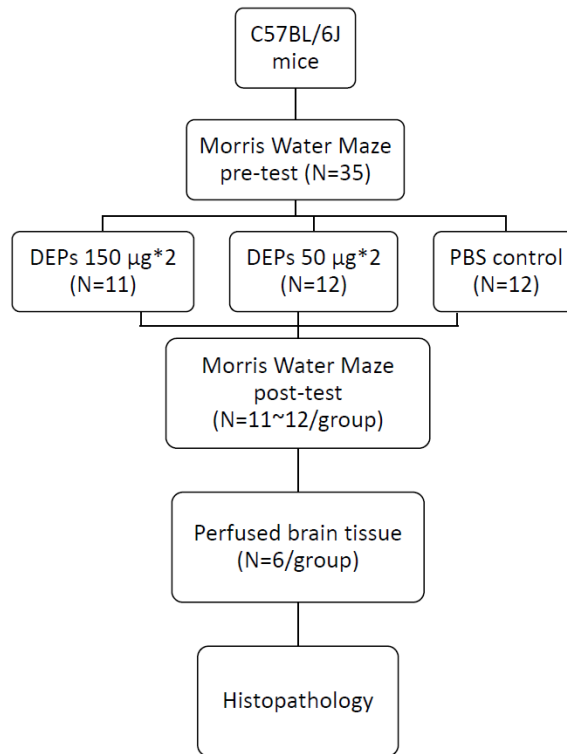 C57BL/6J
mice
Morris Water Maze
pre-test (N=35)
DEPs 150 µg*2
(N=11)
DEPs 50 µg*2
(N=12)
PBS control
(N=12)
Morris Water Maze
post-test
(N=11~12/group)
Perfused brain tissue
(N=6/group)
Histopathology